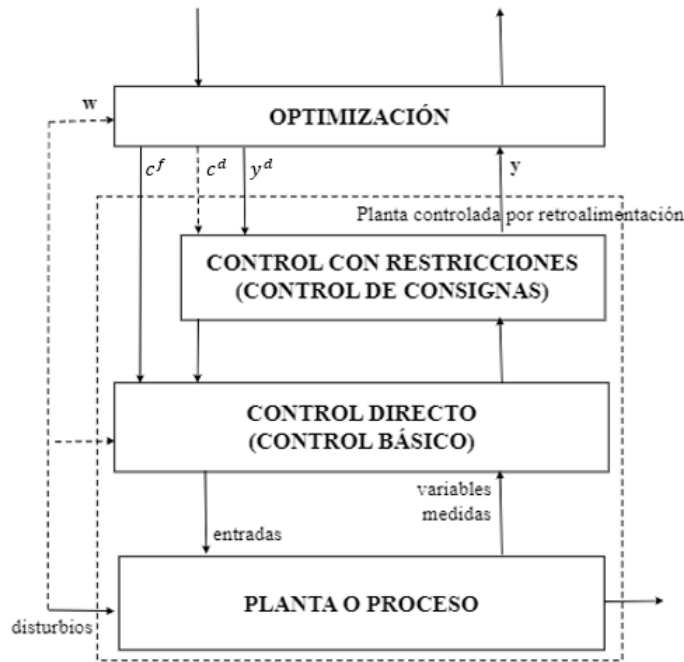 w
OPTIMIZACIÓN
c^f
c^d
y^d
y
Planta controlada por retroalimentación
CONTROL CON RESTRICCIONES
(CONTROL DE CONSIGNAS)
CONTROL DIRECTO
(CONTROL BÁSICO)
variables
medidas
entradas
PLANTA O PROCESO
disturbios